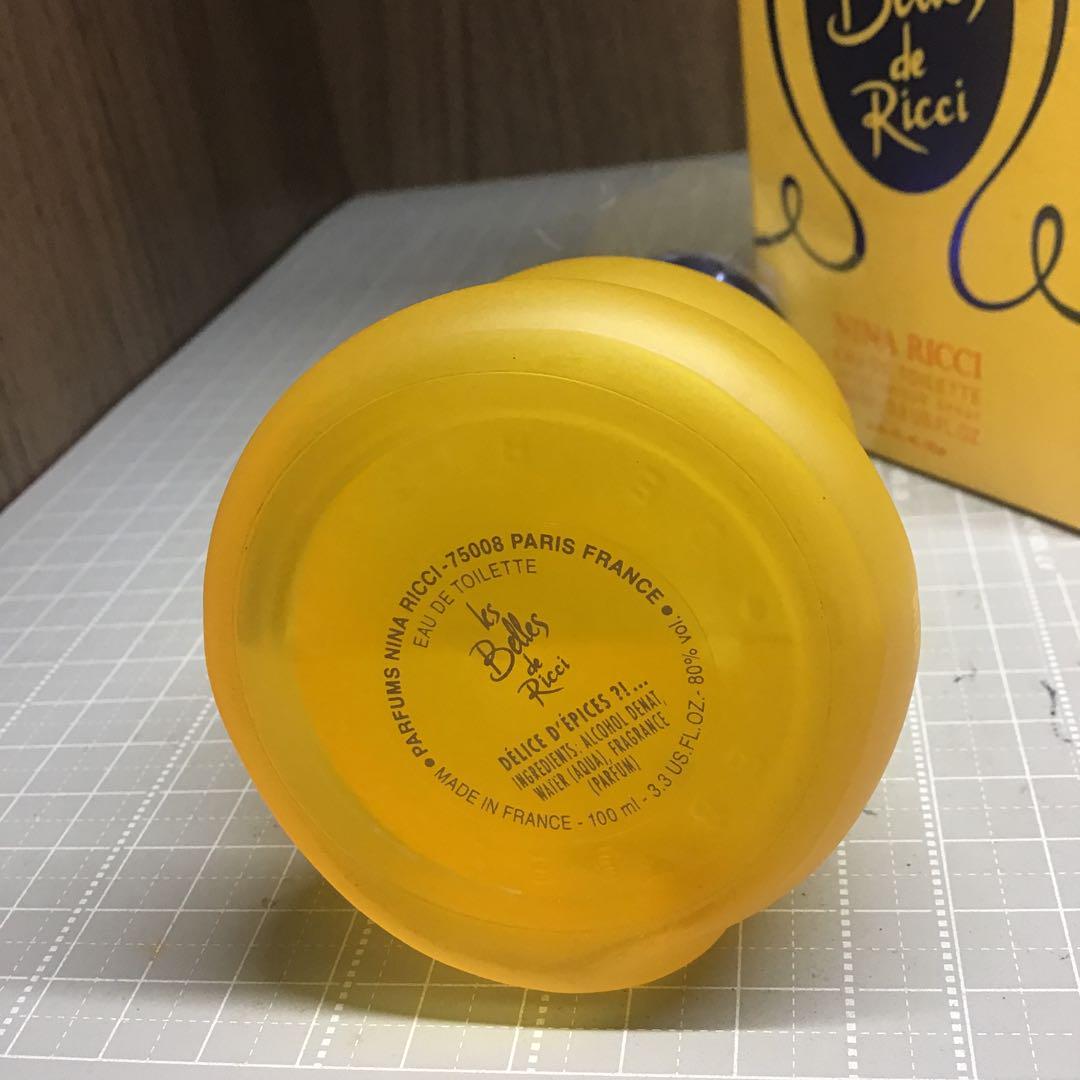 de
Ricci
NINA RICCI
• PARFUMS NINA RICCI - 75008 PARIS FRANCE •
EAU DE TOILETTE
les
Belles
de
Ricci
DÉLICE D'ÉPICES ?!...
INGREDIENTS: ALCOHOL DENAT,
WATER (AQUA), FRAGRANCE
(PARFUM)
MADE IN FRANCE - 100 ml - 3.3 US.FL.OZ. - 80% vol.